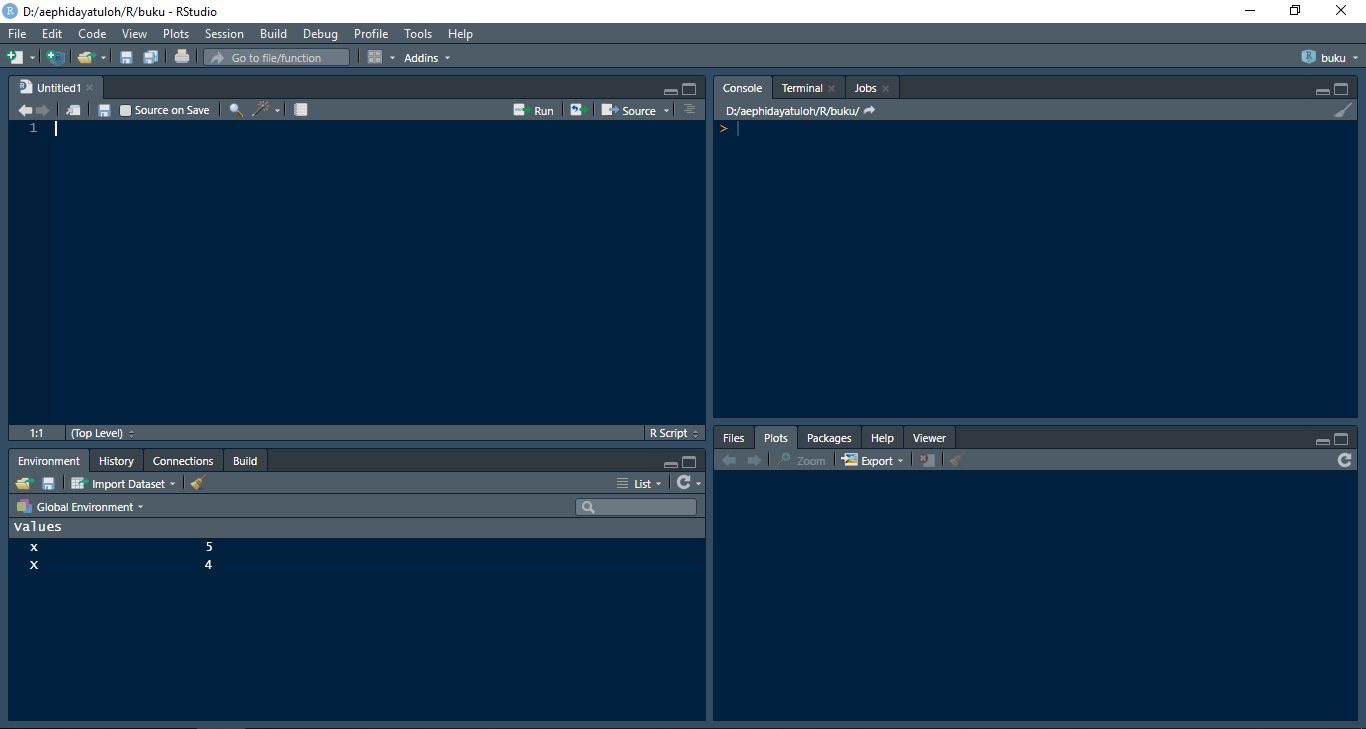 D:/aephidayatuloh/R/buku - RStudio
File Edit Code View Plots Session Build Debug Profile Tools Help
Go to file/function Addins buku
Untitled1
Source on Save Run Source
1
1:1 (Top Level) R Script
Environment History Connections Build
Import Dataset List
Global Environment
Values
x 5
X 4
Console Terminal Jobs
D:/aephidayatuloh/R/buku/
>
Files Plots Packages Help Viewer
Zoom Export